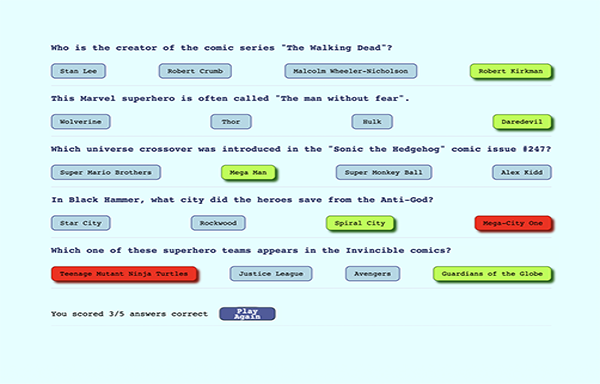 Who is the creator of the comic series "The Walking Dead"?
Stan Lee Robert Crumb Malcolm Wheeler-Nicholson Robert Kirkman
This Marvel superhero is often called "The man without fear".
Wolverine Thor Hulk Daredevil
Which universe crossover was introduced in the "Sonic the Hedgehog" comic issue #247?
Super Mario Brothers Mega Man Super Monkey Ball Alex Kidd
In Black Hammer, what city did the heroes save from the Anti-God?
Star City Rockwood Spiral City Mega-City One
Which one of these superhero teams appears in the Invincible comics?
Teenage Mutant Ninja Turtles Justice League Avengers Guardians of the Globe
You scored 3/5 answers correct Play
Again